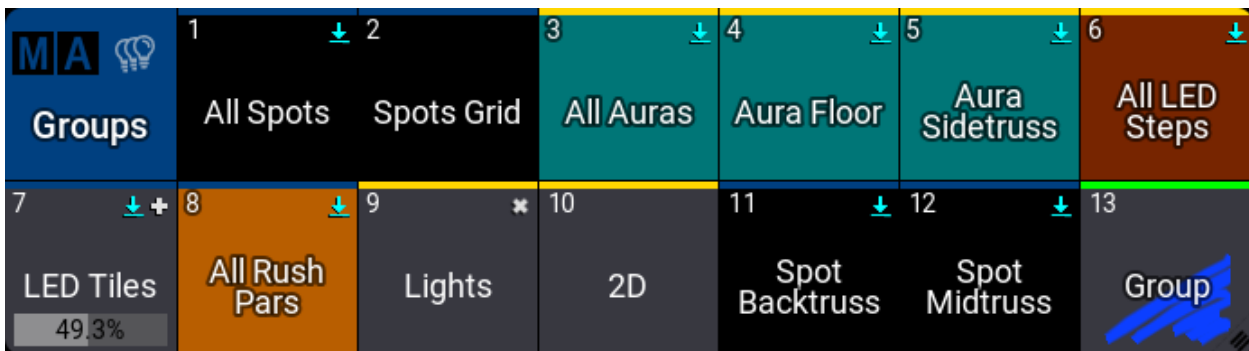 MA
Groups
1
All Spots
2
Spots Grid
3
All Auras
4
Aura Floor
5
Aura
Sidetruss
6
All LED
Steps
7
LED Tiles
49.3%
8
All Rush
Pars
9
Lights
10
2D
11
Spot
Backtruss
12
Spot
Midtruss
13
Group